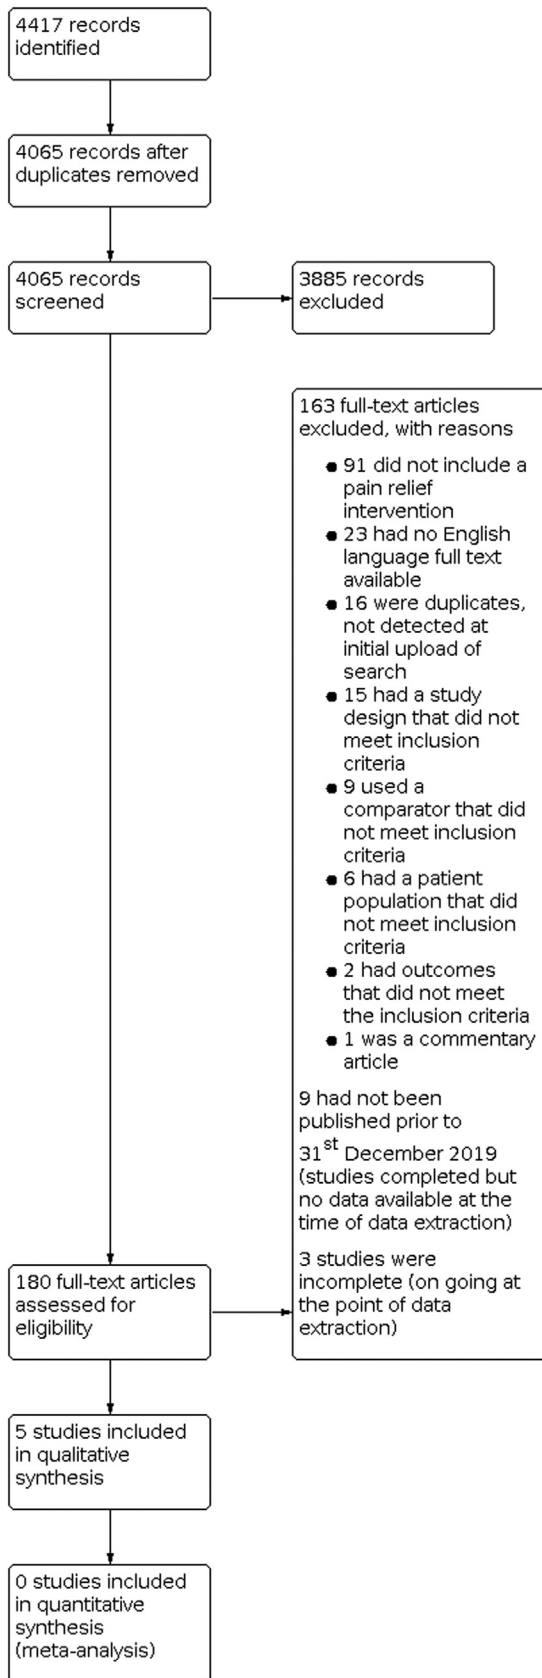 4417 records
identified
4065 records after
duplicates removed
4065 records
screened
3885 records
excluded
163 full-text articles
excluded, with reasons
● 91 did not include a
pain relief
intervention
● 23 had no English
language full text
available
● 16 were duplicates,
not detected at
initial upload of
search
● 15 had a study
design that did not
meet inclusion
criteria
● 9 used a
comparator that did
not meet inclusion
criteria
● 6 had a patient
population that did
not meet inclusion
criteria
● 2 had outcomes
that did not meet
the inclusion criteria
● 1 was a commentary
article
9 had not been
published prior to
31st December 2019
(studies completed but
no data available at the
time of data extraction)
3 studies were
incomplete (on going at
the point of data
extraction)
180 full-text articles
assessed for
eligibility
5 studies included
in qualitative
synthesis
0 studies included
in quantitative
synthesis
(meta-analysis)